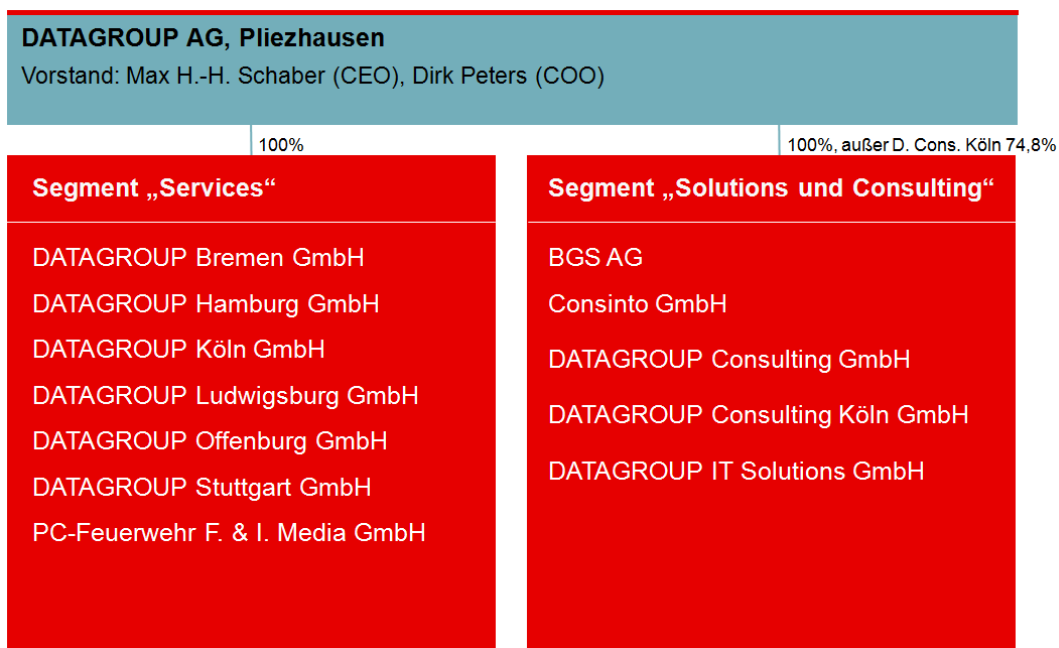 DATAGROUP AG, Pliezhausen
Vorstand: Max H.-H. Schaber (CEO), Dirk Peters (COO)
100%
100%, außer D. Cons. Köln 74,8%
Segment „Services“
DATAGROUP Bremen GmbH
DATAGROUP Hamburg GmbH
DATAGROUP Köln GmbH
DATAGROUP Ludwigsburg GmbH
DATAGROUP Offenburg GmbH
DATAGROUP Stuttgart GmbH
PC-Feuerwehr F. & I. Media GmbH
Segment „Solutions und Consulting“
BGS AG
Consinto GmbH
DATAGROUP Consulting GmbH
DATAGROUP Consulting Köln GmbH
DATAGROUP IT Solutions GmbH